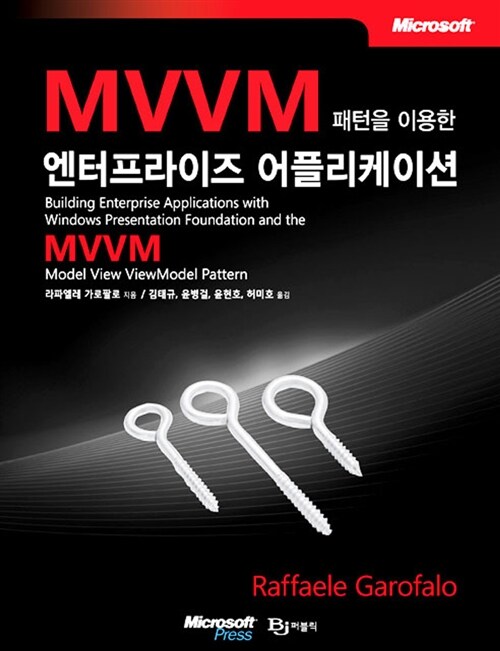 Microsoft
MVVM 패턴을 이용한
엔터프라이즈 어플리케이션
Building Enterprise Applications with
Windows Presentation Foundation and the
MVVM
Model View ViewModel Pattern
라파엘레 가로팔로 지음 / 김태규, 윤병걸, 윤현호, 허미호 옮김
Raffaele Garofalo
Microsoft
Press
BJ퍼블릭